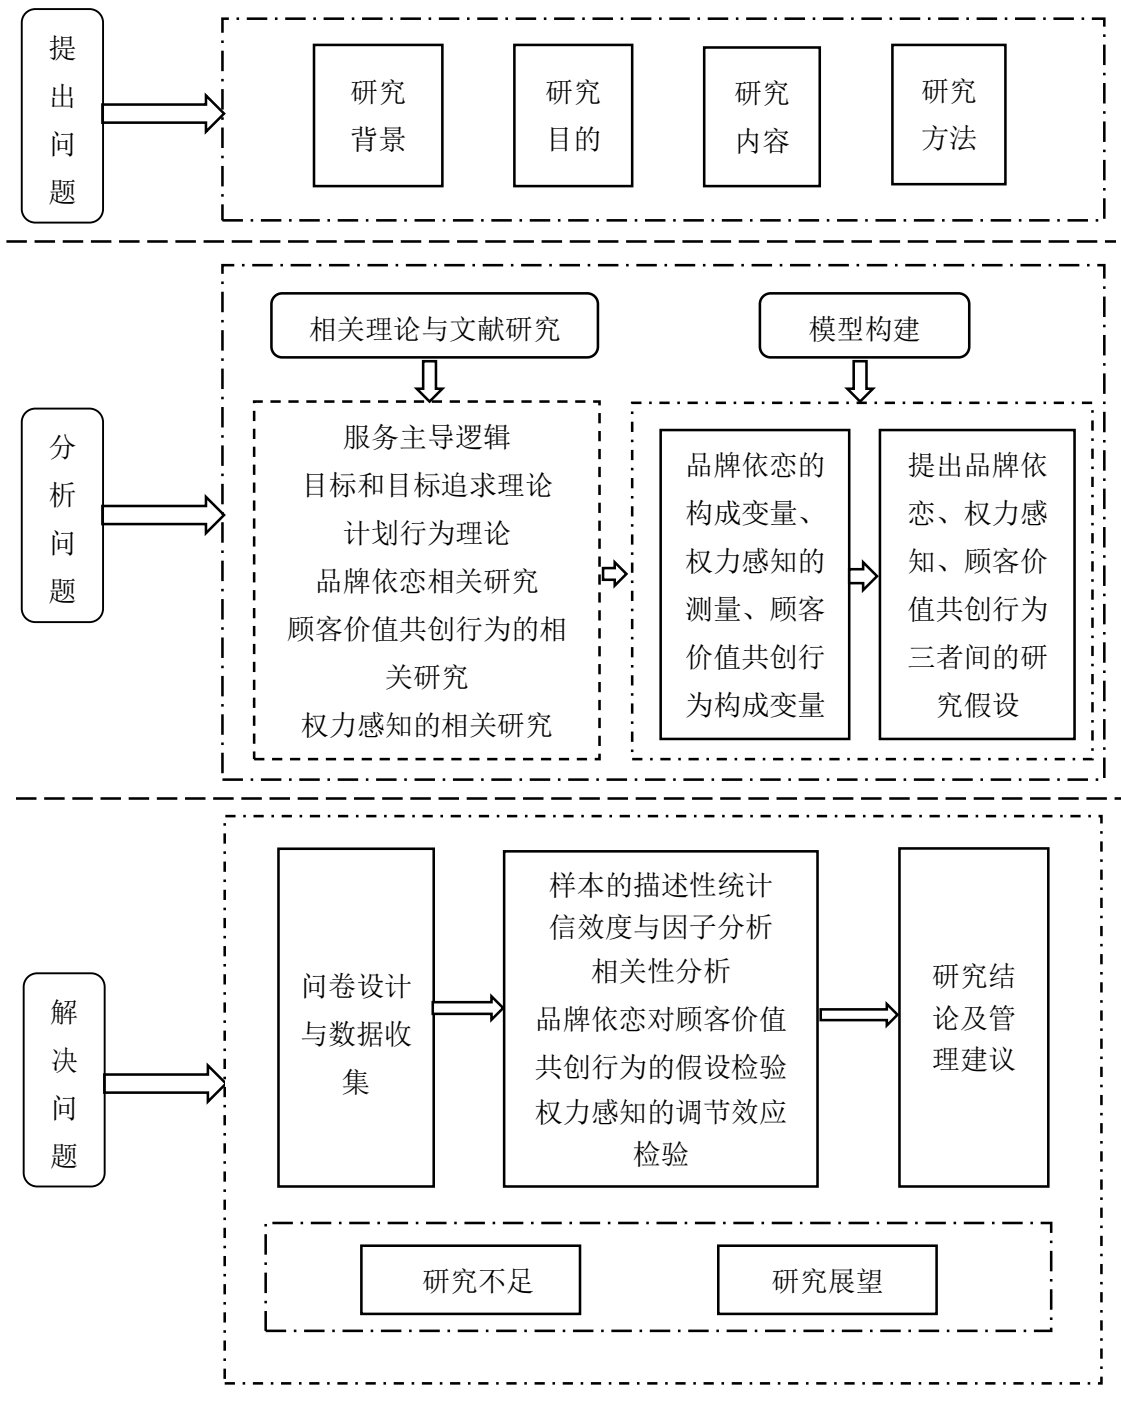 提
出
问
题
研究
背景
研究
目的
研究
内容
研究
方法
分
析
问
题
相关理论与文献研究
服务主导逻辑
目标和目标追求理论
计划行为理论
品牌依恋相关研究
顾客价值共创行为的相
关研究
权力感知的相关研究
模型构建
品牌依恋的
构成变量、
权力感知的
测量、顾客
价值共创行
为构成变量
提出品牌依
恋、权力感
知、顾客价
值共创行为
三者间的研
究假设
解
决
问
题
问卷设计
与数据收
集
样本的描述性统计
信效度与因子分析
相关性分析
品牌依恋对顾客价值
共创行为的假设检验
权力感知的调节效应
检验
研究结
论及管
理建议
研究不足
研究展望